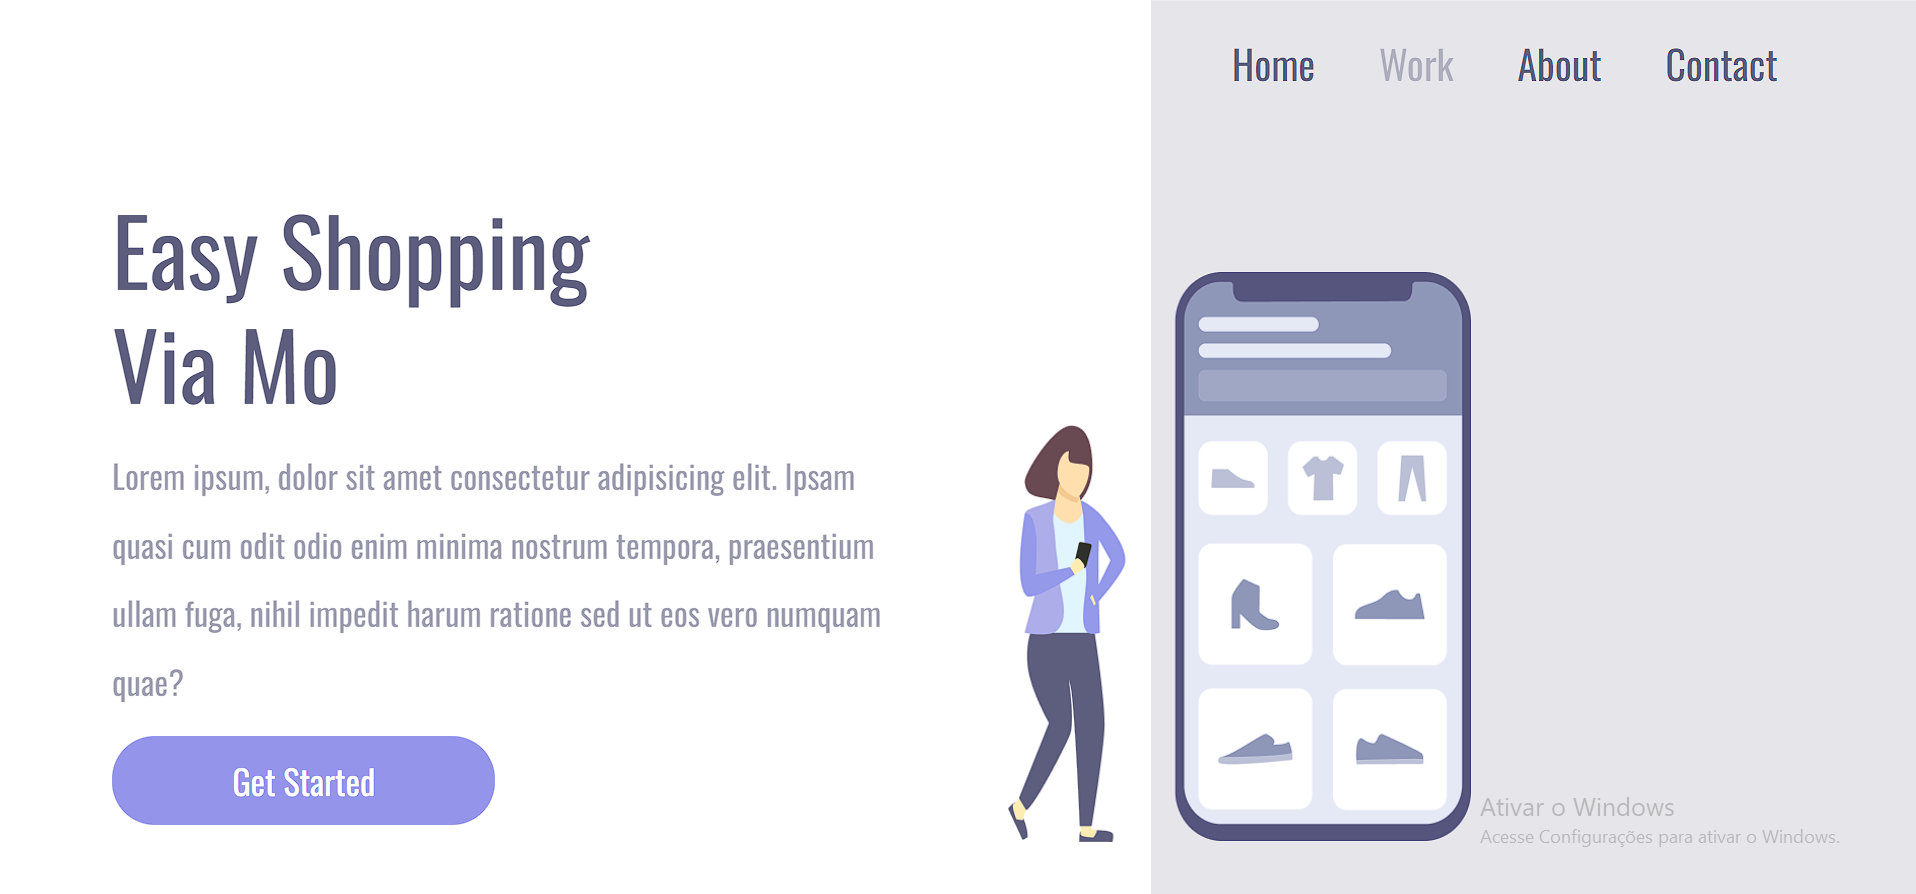 Home Work About Contact
Easy Shopping
Via Mo
Lorem ipsum, dolor sit amet consectetur adipisicing elit. Ipsam
quasi cum odit odio enim minima nostrum tempora, praesentium
ullam fuga, nihil impedit harum ratione sed ut eos vero numquam
quae?
Get Started
Ativar o Windows
Acesse Configurações para ativar o Windows.